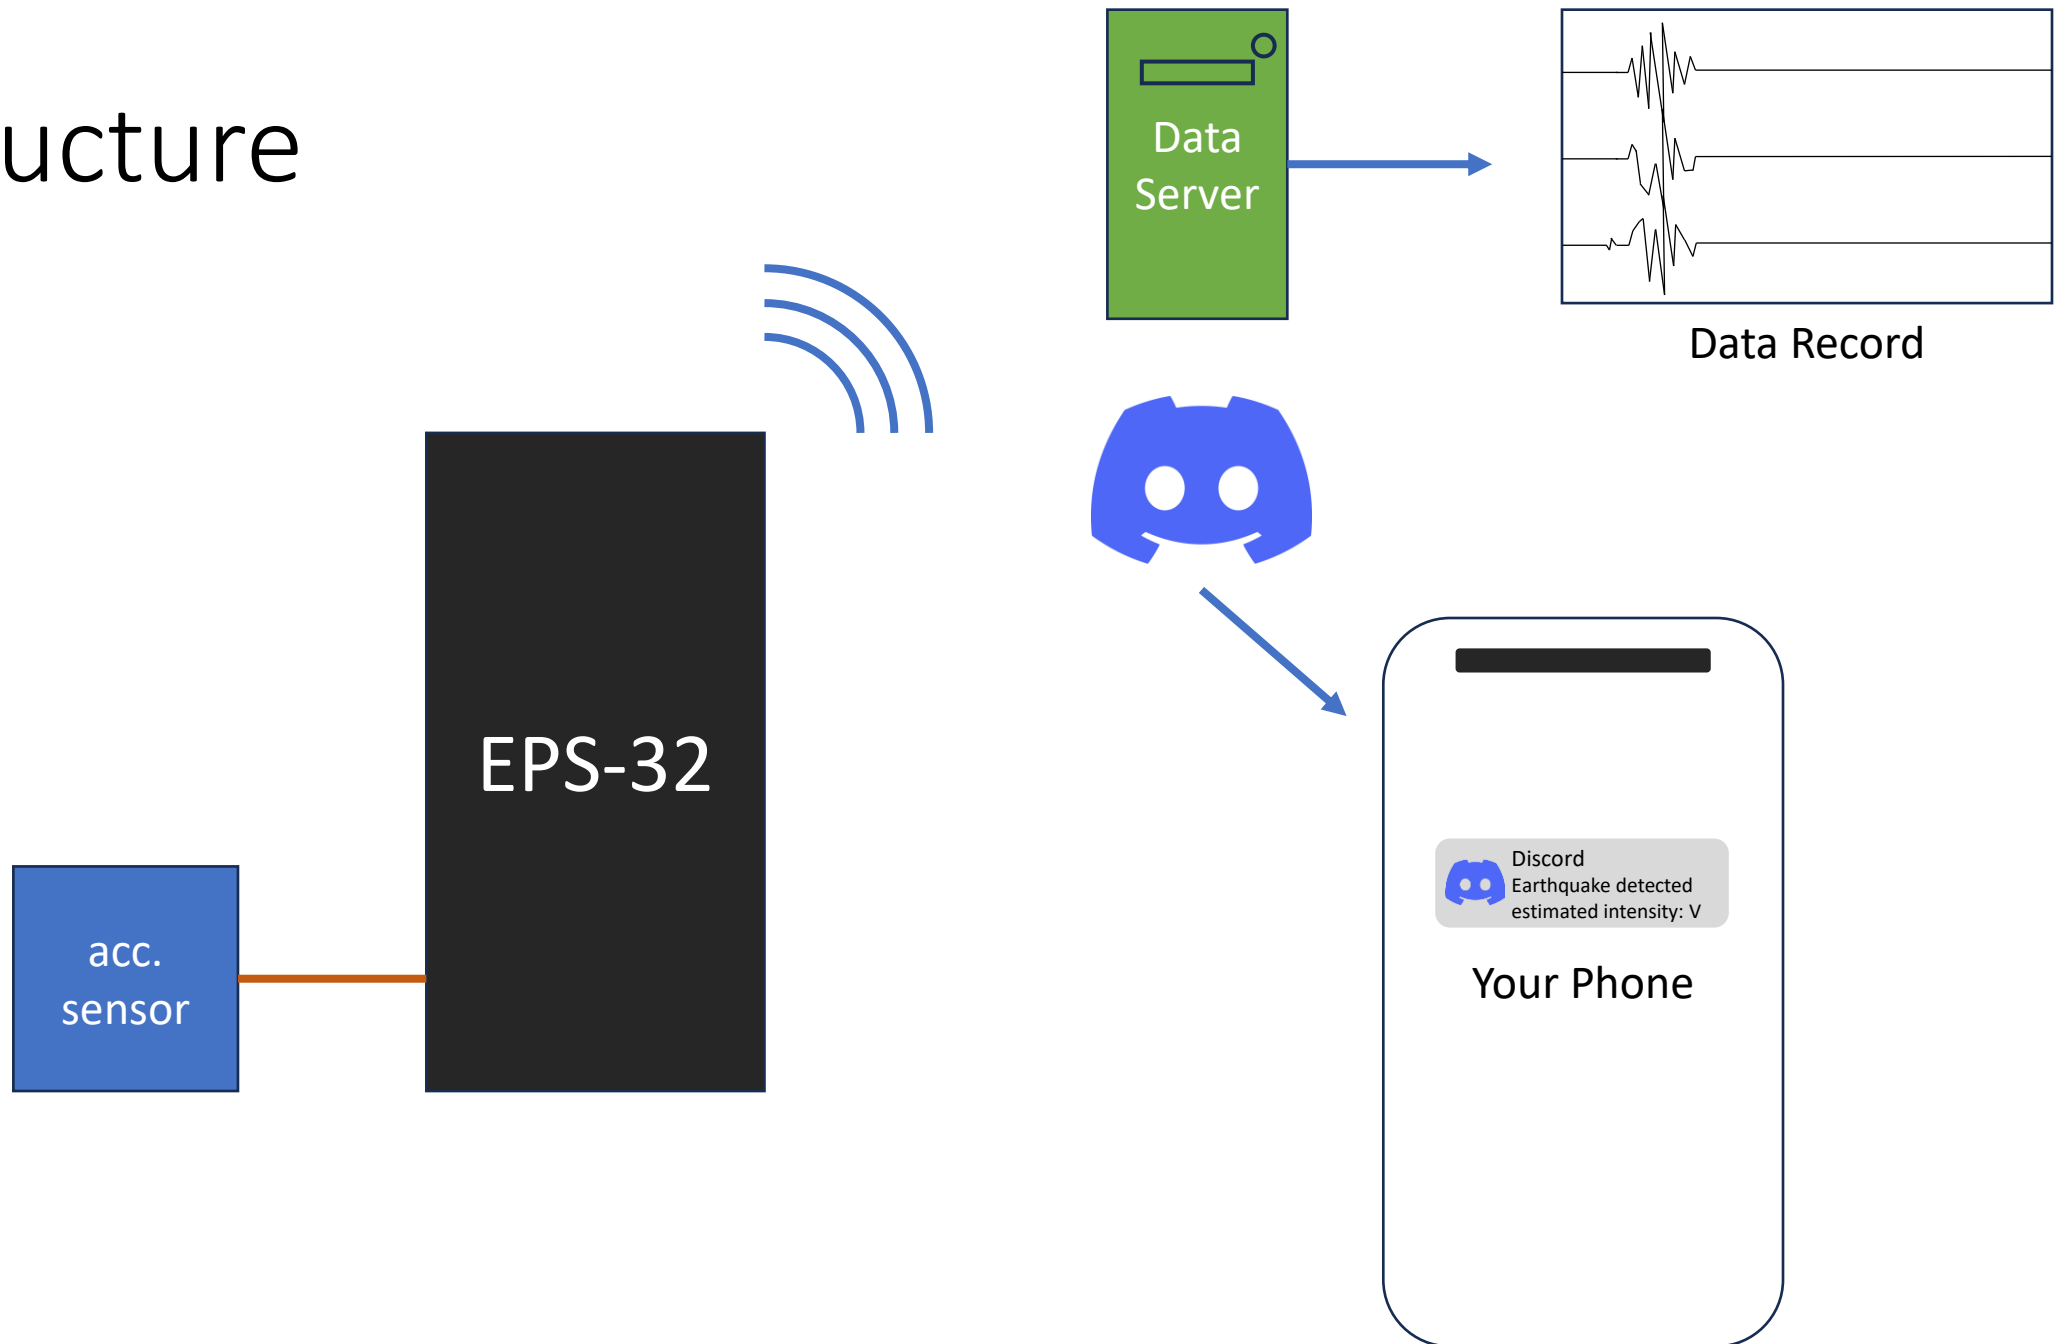 ucture
Data
Server
Data Record
EPS-32
acc.
sensor
Discord
Earthquake detected
estimated intensity: V
Your Phone